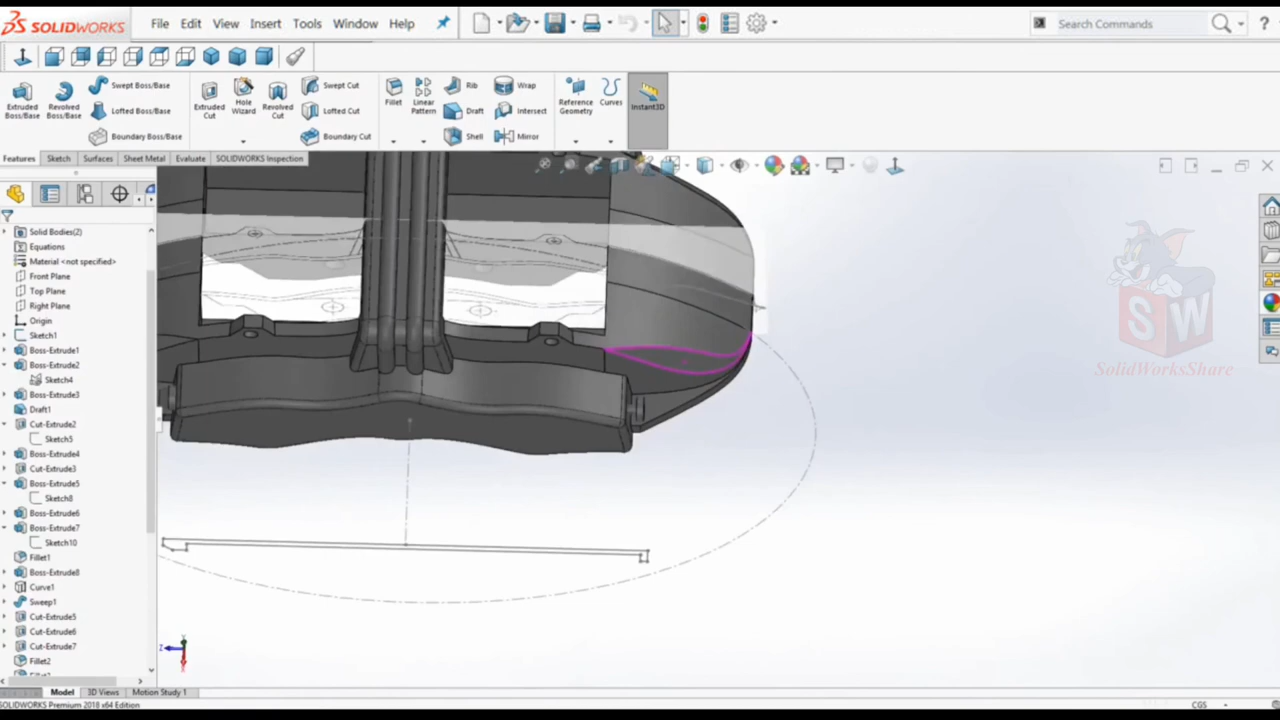 SOLIDWORKS File Edit View Insert Tools Window Help Search Commands ?
Extruded Boss/Base
Revolved Boss/Base
Swept Boss/Base
Lofted Boss/Base
Boundary Boss/Base
Extruded Cut
Hole Wizard
Revolved Cut
Swept Cut
Lofted Cut
Boundary Cut
Fillet
Linear Pattern
Rib
Draft
Shell
Wrap
Intersect
Mirror
Reference Geometry
Curves
Instant3D
Features Sketch Surfaces Sheet Metal Evaluate SOLIDWORKS Inspection
Solid Bodies(2)
Equations
Material <not specified>
Front Plane
Top Plane
Right Plane
Origin
Sketch1
Boss-Extrude1
Boss-Extrude2
Sketch4
Boss-Extrude3
Draft1
Cut-Extrude2
Sketch5
Boss-Extrude4
Cut-Extrude3
Boss-Extrude5
Sketch8
Boss-Extrude6
Boss-Extrude7
Sketch10
Fillet1
Boss-Extrude8
Curve1
Sweep1
Cut-Extrude5
Cut-Extrude6
Cut-Extrude7
Fillet2
SW
SolidWorksShare
Z
Model 3D Views Motion Study 1
SOLIDWORKS Premium 2018 x64 Edition CGS